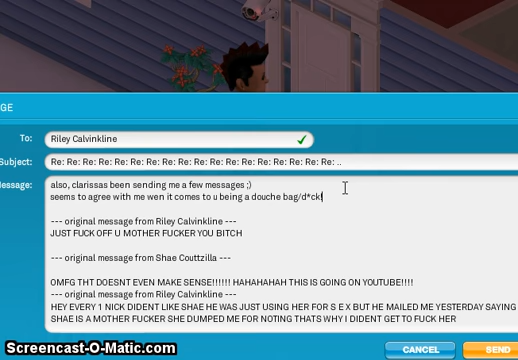 GE
To:
Riley Calvinkline
Subject:
Re: Re: Re: Re: Re: Re: Re: Re: Re: Re: Re: Re: Re: Re: Re: Re: Re: Re: ..
Message:
also, clarissas been sending me a few messages ;)
seems to agree with me wen it comes to u being a douche bag/d*ck!
--- original message from Riley Calvinkline ---
JUST FUCK OFF U MOTHER FUCKER YOU BITCH
--- original message from Shae Couttzilla ---
OMFG THT DOESNT EVEN MAKE SENSE!!!!!! HAHAHAHAH THIS IS GOING ON YOUTUBE!!!!
--- original message from Riley Calvinkline ---
HEY EVERY 1 NICK DIDENT LIKE SHAE HE WAS JUST USING HER FOR S E X BUT HE MAILED ME YESTERDAY SAYING
SHAE IS A MOTHER FUCKER SHE DUMPED ME FOR NOTING THATS WHY I DIDENT GET TO FUCK HER
CANCEL
SEND
Screencast-O-Matic.com